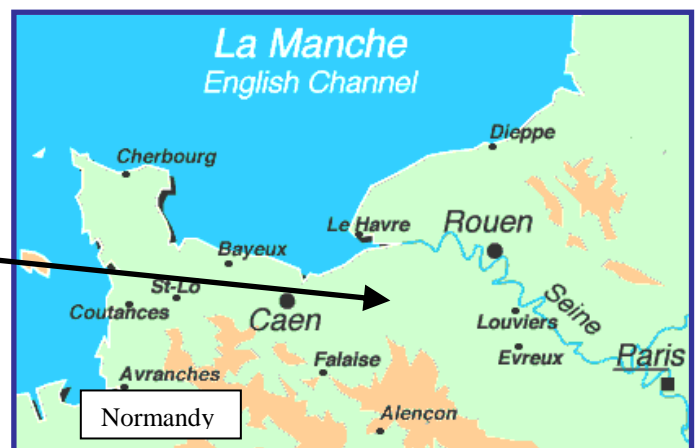 La Manche
English Channel
Dieppe
Cherbourg
Le Havre
Rouen
Bayeux
St-Lo
Coutances
Caen
Seine
Louviers
Falaise
Evreux
Paris
Avranches
Normandy
Alençon